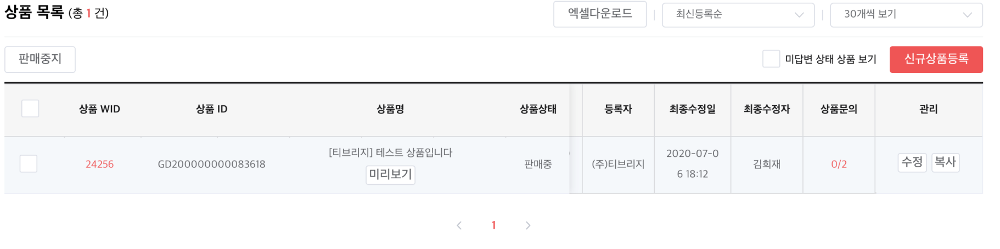 상품 목록 (총 1 건)
엑셀다운로드
최신등록순
30개씩 보기
판매중지
미답변 상태 상품 보기
신규상품등록
상품 WID
상품 ID
상품명
상품상태
등록자
최종수정일
최종수정자
상품문의
관리
24256
GD200000000083618
[티브리지] 테스트 상품입니다
미리보기
판매중
(주)티브리지
2020-07-0
6 18:12
김희재
0/2
수정
복사
1